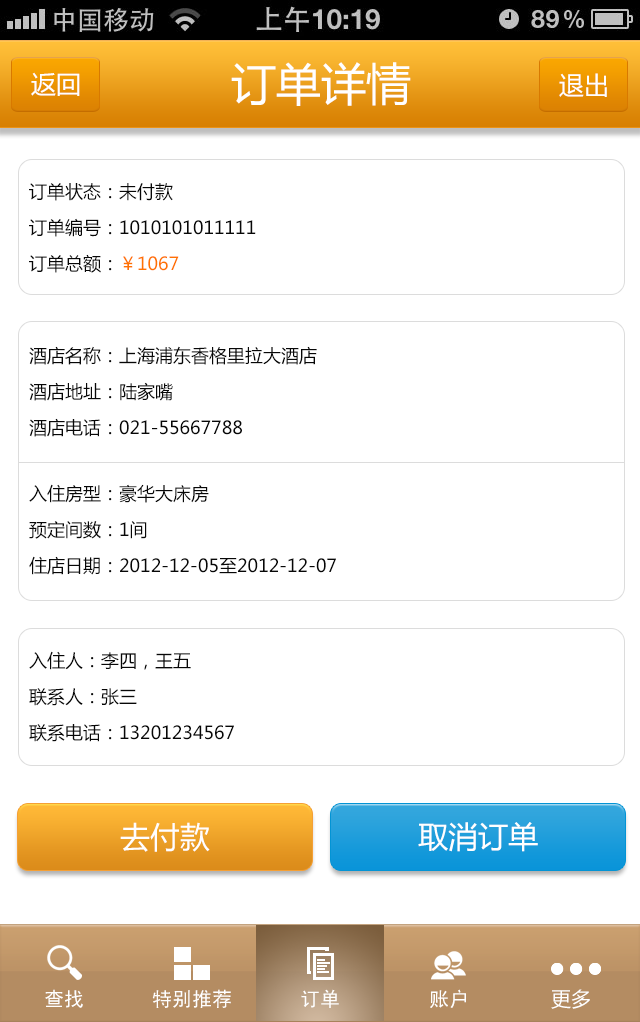 中国移动 上午10:19 89%
返回 订单详情 退出
订单状态：未付款
订单编号：1010101011111
订单总额：￥1067
酒店名称：上海浦东香格里拉大酒店
酒店地址：陆家嘴
酒店电话：021-55667788
入住房型：豪华大床房
预定间数：1间
住店日期：2012-12-05至2012-12-07
入住人：李四，王五
联系人：张三
联系电话：13201234567
去付款 取消订单
查找 特别推荐 订单 账户 更多